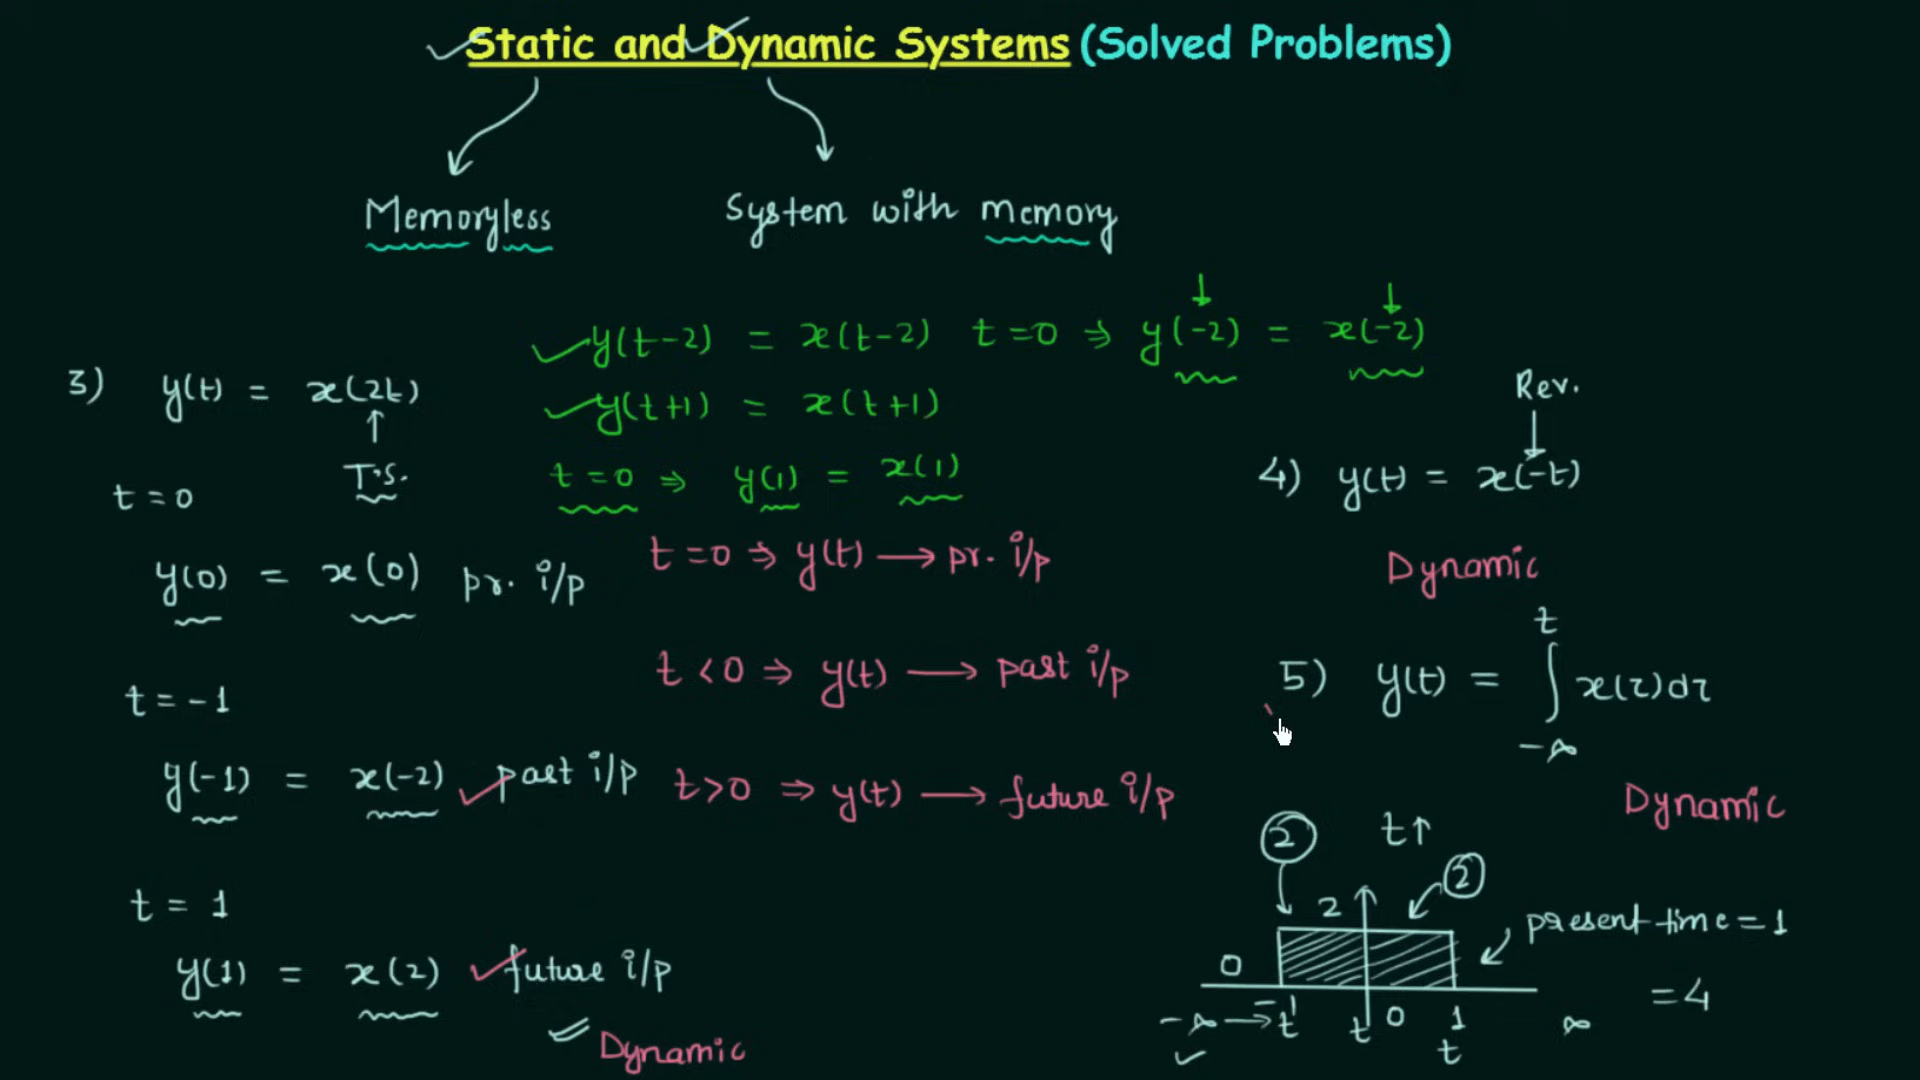 Static and Dynamic Systems (Solved Problems)
Memoryless
System with memory
y(t-2) = x(t-2) t=0 ⇒ y(-2) = x(-2)
y(t+1) = x(t+1)
t=0 ⇒ y(1) = x(1)
3) y(t) = x(2t)
T.S.
t=0
y(0) = x(0) pr. i/p
t=-1
y(-1) = x(-2) past i/p
t = 1
y(1) = x(2) future i/p
Dynamic
t=0 ⇒ y(t) → pr. i/p
t<0 ⇒ y(t) → past i/p
t>0 ⇒ y(t) → future i/p
Rev.
4) y(t) = x(-t)
Dynamic
5) y(t) = ∫_{-∞}^{t} x(τ)dτ
Dynamic
2 t↑
2 2
present time = 1
0
= 4
-∞ → -1 0 1 ∞
t t t